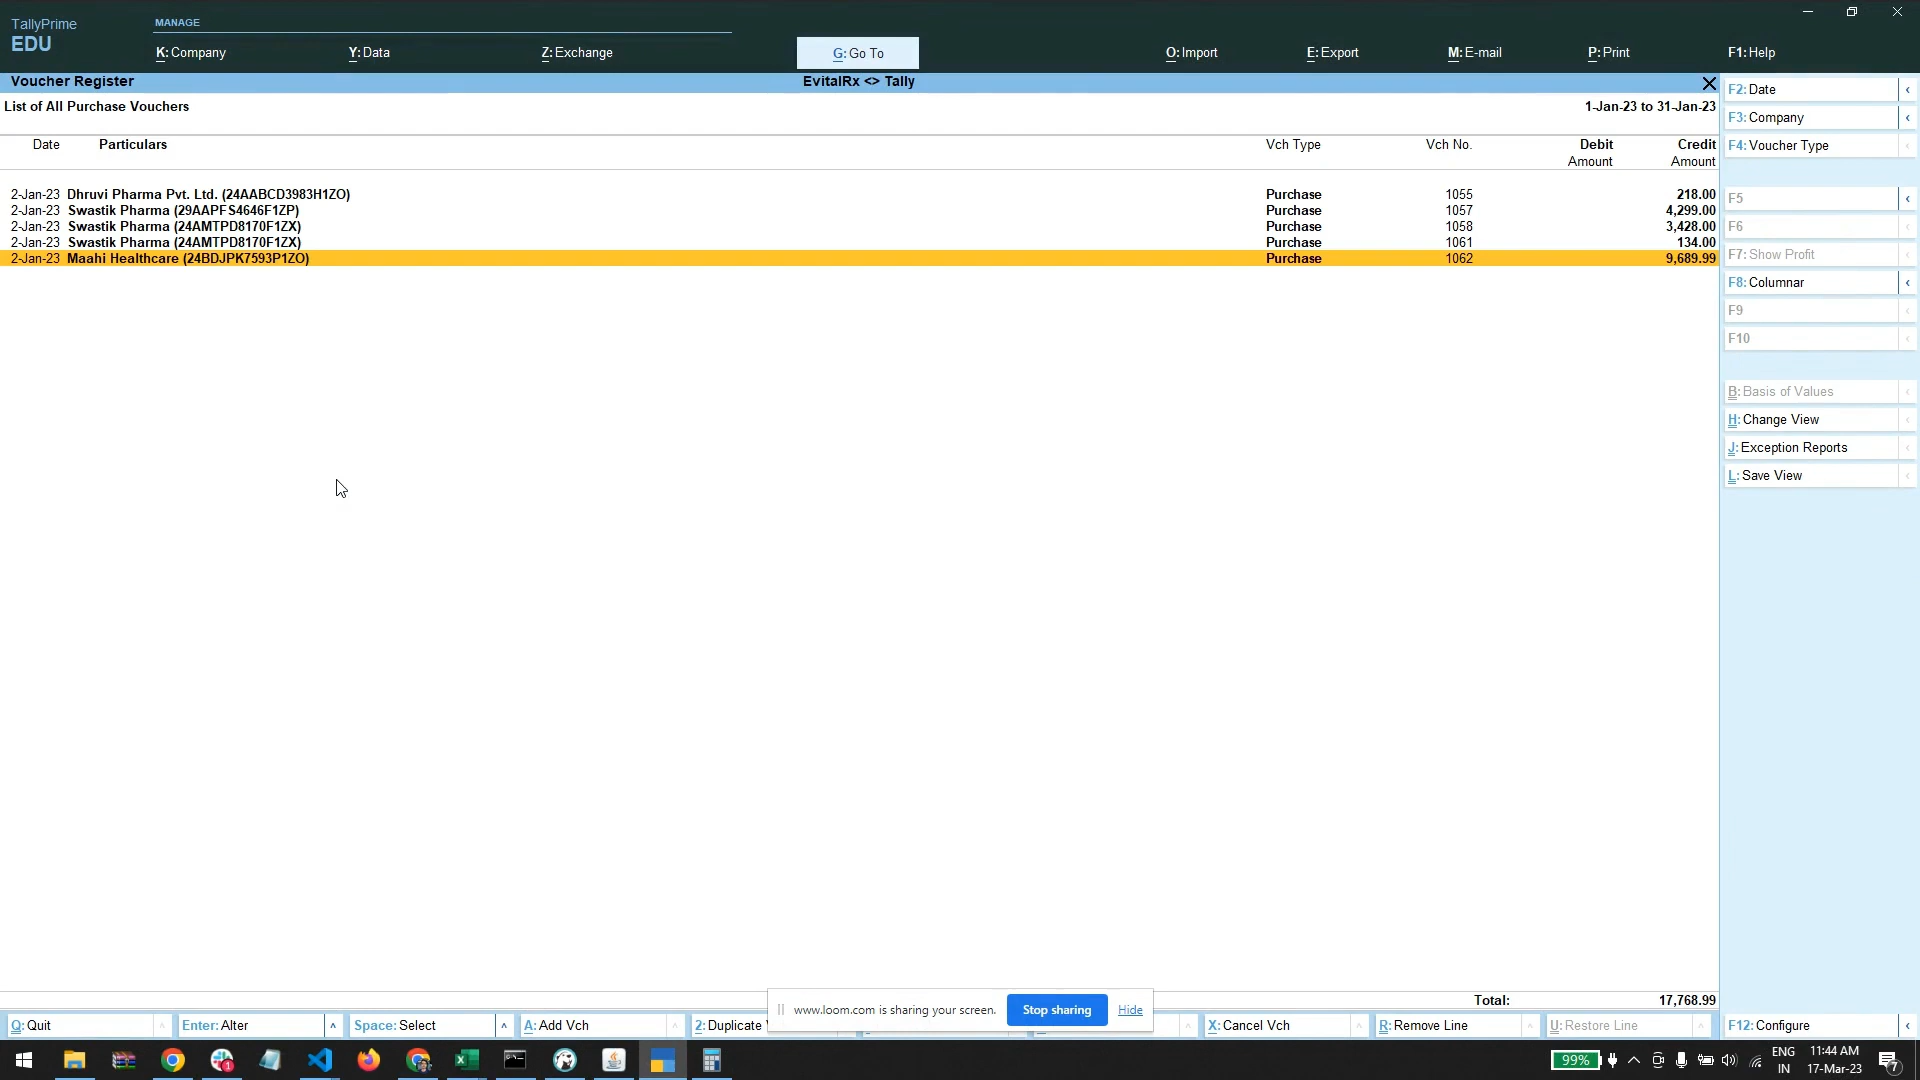 TallyPrime
EDU
MANAGE
K: Company
Y: Data
Z: Exchange
G: Go To
O: Import
E: Export
M: E-mail
P: Print
F1: Help
Voucher Register
EvitalRx <> Tally
List of All Purchase Vouchers
1-Jan-23 to 31-Jan-23
Date Particulars Vch Type Vch No. Debit Credit
Amount Amount
2-Jan-23 Dhruvi Pharma Pvt. Ltd. (24AABCD3983H1ZO) Purchase 1055 218.00
2-Jan-23 Swastik Pharma (29AAPFS4646F1ZP) Purchase 1057 4,299.00
2-Jan-23 Swastik Pharma (24AMTPD8170F1ZX) Purchase 1058 3,428.00
2-Jan-23 Swastik Pharma (24AMTPD8170F1ZX) Purchase 1061 134.00
2-Jan-23 Maahi Healthcare (24BDJPK7593P1ZO) Purchase 1062 9,689.99
Total: 17,768.99
F2: Date
F3: Company
F4: Voucher Type
F5
F6
F7: Show Profit
F8: Columnar
F9
F10
B: Basis of Values
H: Change View
J: Exception Reports
L: Save View
F12: Configure
www.loom.com is sharing your screen. Stop sharing Hide
Q: Quit
Enter: Alter
Space: Select
A: Add Vch
2: Duplicate
X: Cancel Vch
R: Remove Line
U: Restore Line
1
99%
ENG
IN
11:44 AM
17-Mar-23
7